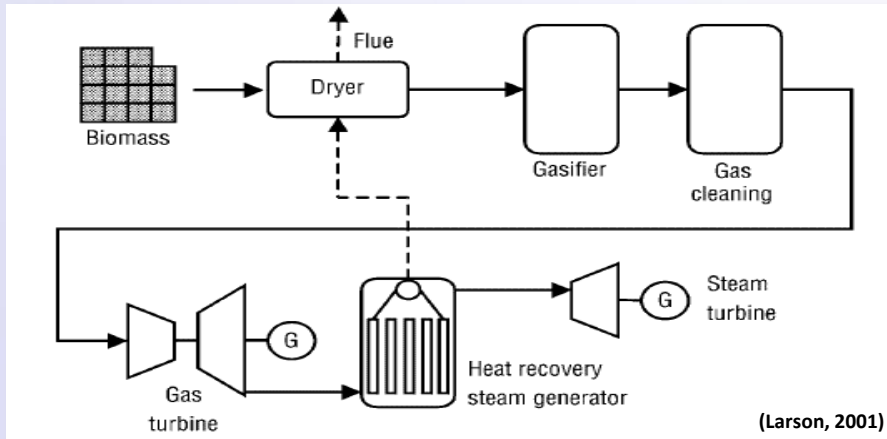 Flue
Dryer
Biomass
Gasifier
Gas
cleaning
G
Gas
turbine
Heat recovery
steam generator
G
Steam
turbine
(Larson, 2001)